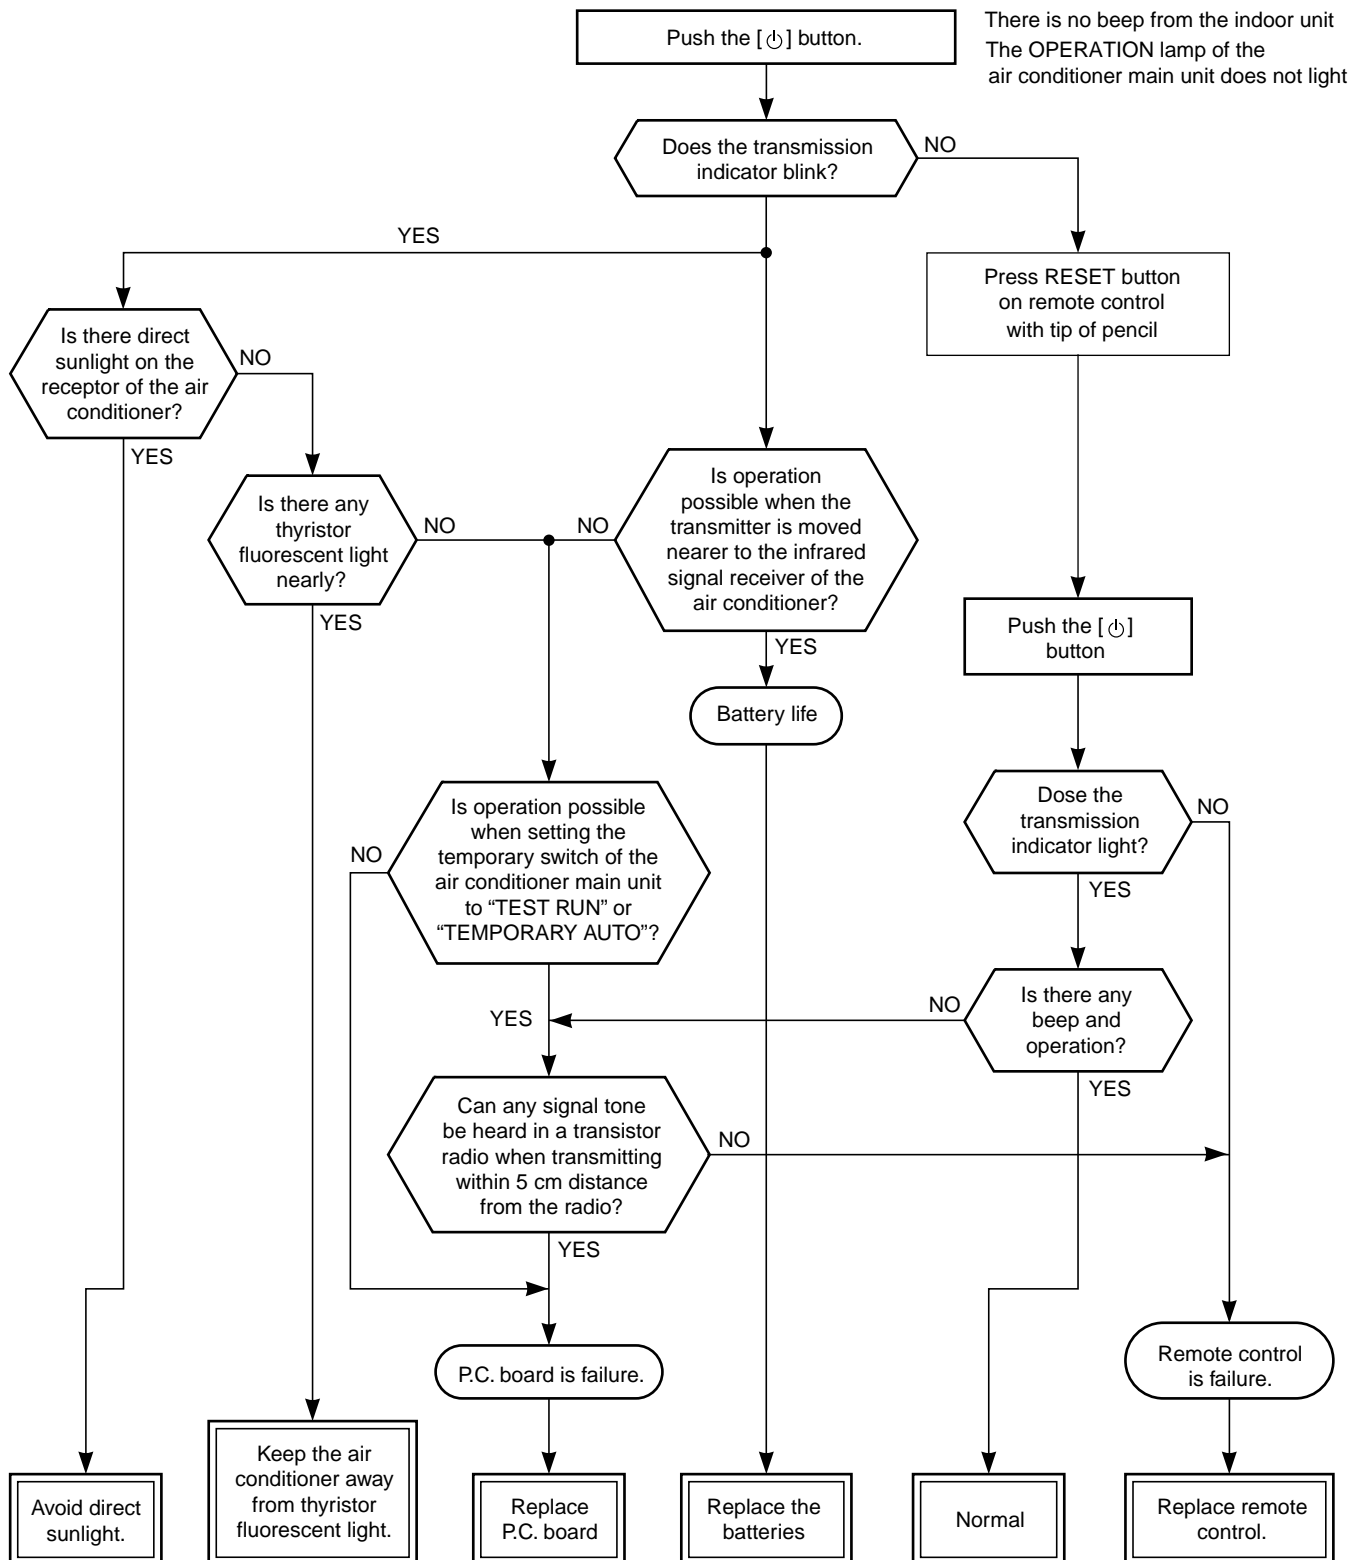 Push the [⏻] button.
There is no beep from the indoor unit
The OPERATION lamp of the
air conditioner main unit does not light
Does the transmission
indicator blink?
NO
YES
Press RESET button
on remote control
with tip of pencil
Is there direct
sunlight on the
receptor of the air
conditioner?
NO
YES
Is there any
thyristor
fluorescent light
nearly?
NO
YES
Is operation
possible when the
transmitter is moved
nearer to the infrared
signal receiver of the
air conditioner?
NO
YES
Push the [⏻]
button
Battery life
Is operation possible
when setting the
temporary switch of the
air conditioner main unit
to “TEST RUN” or
“TEMPORARY AUTO”?
NO
YES
Dose the
transmission
indicator light?
NO
YES
Is there any
beep and
operation?
NO
YES
Can any signal tone
be heard in a transistor
radio when transmitting
within 5 cm distance
from the radio?
NO
YES
P.C. board is failure.
Remote control
is failure.
Avoid direct
sunlight.
Keep the air
conditioner away
from thyristor
fluorescent light.
Replace
P.C. board
Replace the
batteries
Normal
Replace remote
control.